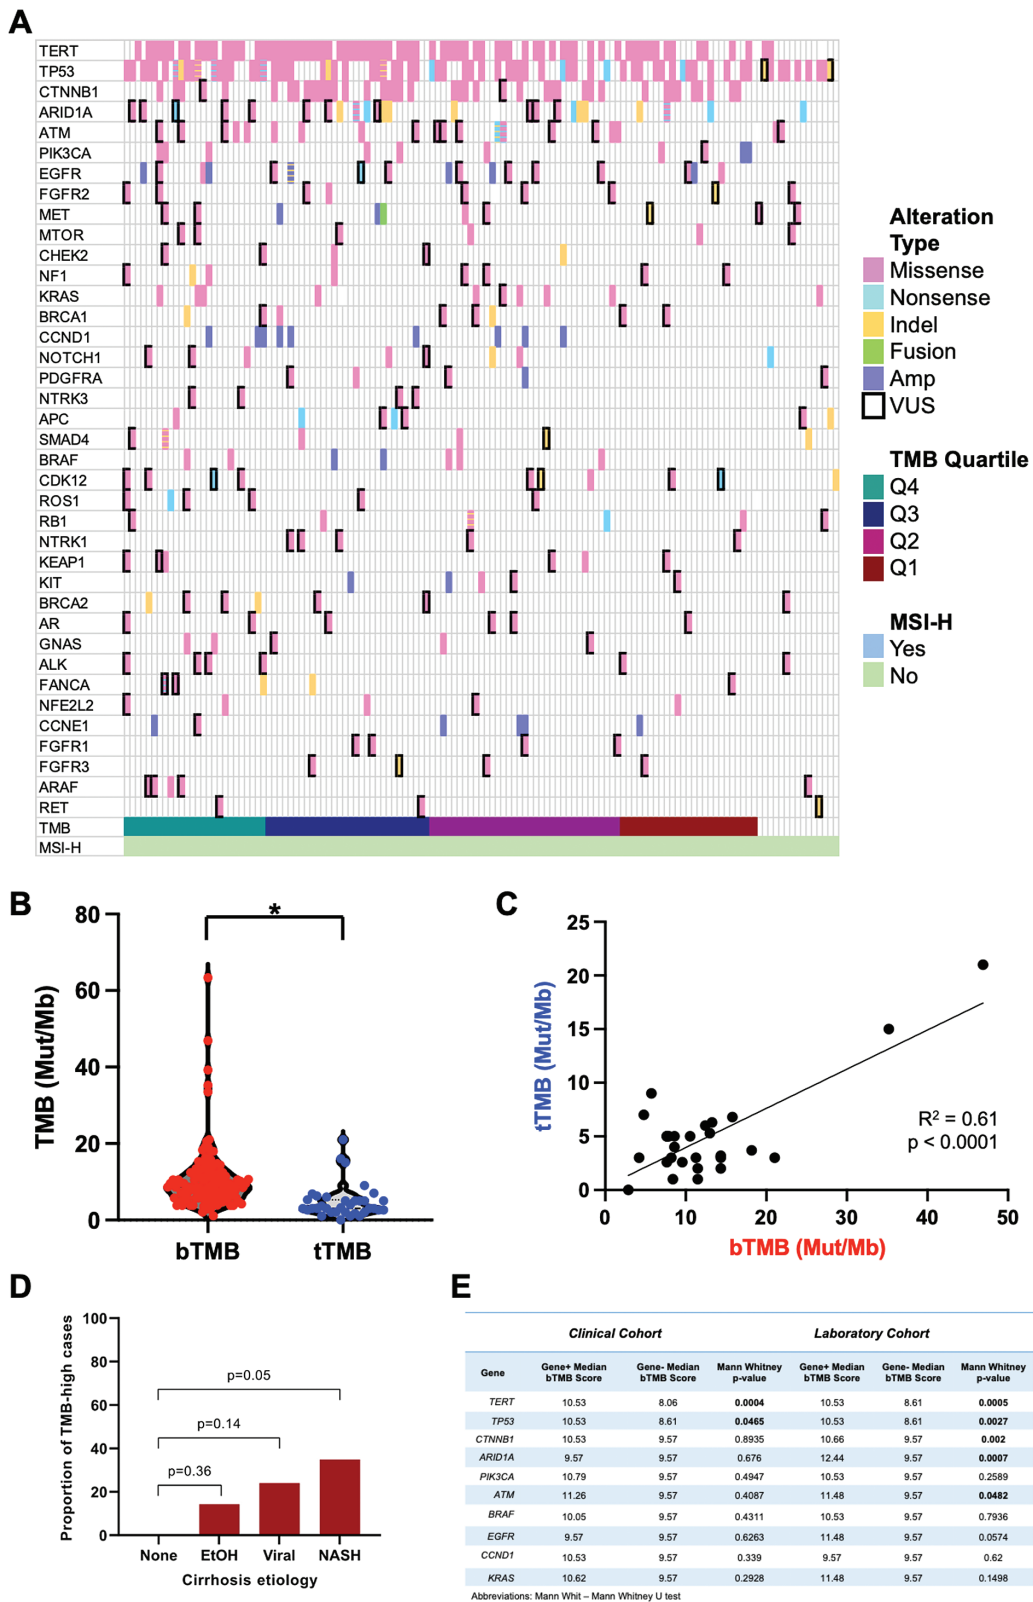 A
TERT
TP53
CTNNB1
ARID1A
ATM
PIK3CA
EGFR
FGFR2
MET
MTOR
CHEK2
NF1
KRAS
BRCA1
CCND1
NOTCH1
PDGFRA
NTRK3
APC
SMAD4
BRAF
CDK12
ROS1
RB1
NTRK1
KEAP1
KIT
BRCA2
AR
GNAS
ALK
FANCA
NFE2L2
CCNE1
FGFR1
FGFR3
ARAF
RET
TMB
MSI-H
Alteration
Type
Missense
Nonsense
Indel
Fusion
Amp
VUS
TMB Quartile
Q4
Q3
Q2
Q1
MSI-H
Yes
No
B
TMB (Mut/Mb)
80
60
40
20
0
*
bTMB
tTMB
C
tTMB (Mut/Mb)
25
20
15
10
5
0
R² = 0.61
p < 0.0001
0 10 20 30 40 50
bTMB (Mut/Mb)
D
Proportion of TMB-high cases
100
80
60
40
20
0
p=0.05
p=0.14
p=0.36
None EtOH Viral NASH
Cirrhosis etiology
E
Clinical Cohort Laboratory Cohort
Gene Gene+ Median bTMB Score Gene- Median bTMB Score Mann Whitney p-value Gene+ Median bTMB Score Gene- Median bTMB Score Mann Whitney p-value
TERT 10.53 8.06 0.0004 10.53 8.61 0.0005
TP53 10.53 8.61 0.0465 10.53 8.61 0.0027
CTNNB1 10.53 9.57 0.8935 10.66 9.57 0.002
ARID1A 9.57 9.57 0.676 12.44 9.57 0.0007
PIK3CA 10.79 9.57 0.4947 10.53 9.57 0.2589
ATM 11.26 9.57 0.4087 11.48 9.57 0.0482
BRAF 10.05 9.57 0.4311 10.53 9.57 0.7936
EGFR 9.57 9.57 0.6263 11.48 9.57 0.0574
CCND1 10.53 9.57 0.339 9.57 9.57 0.62
KRAS 10.62 9.57 0.2928 11.48 9.57 0.1498
Abbreviations: Mann Whit – Mann Whitney U test